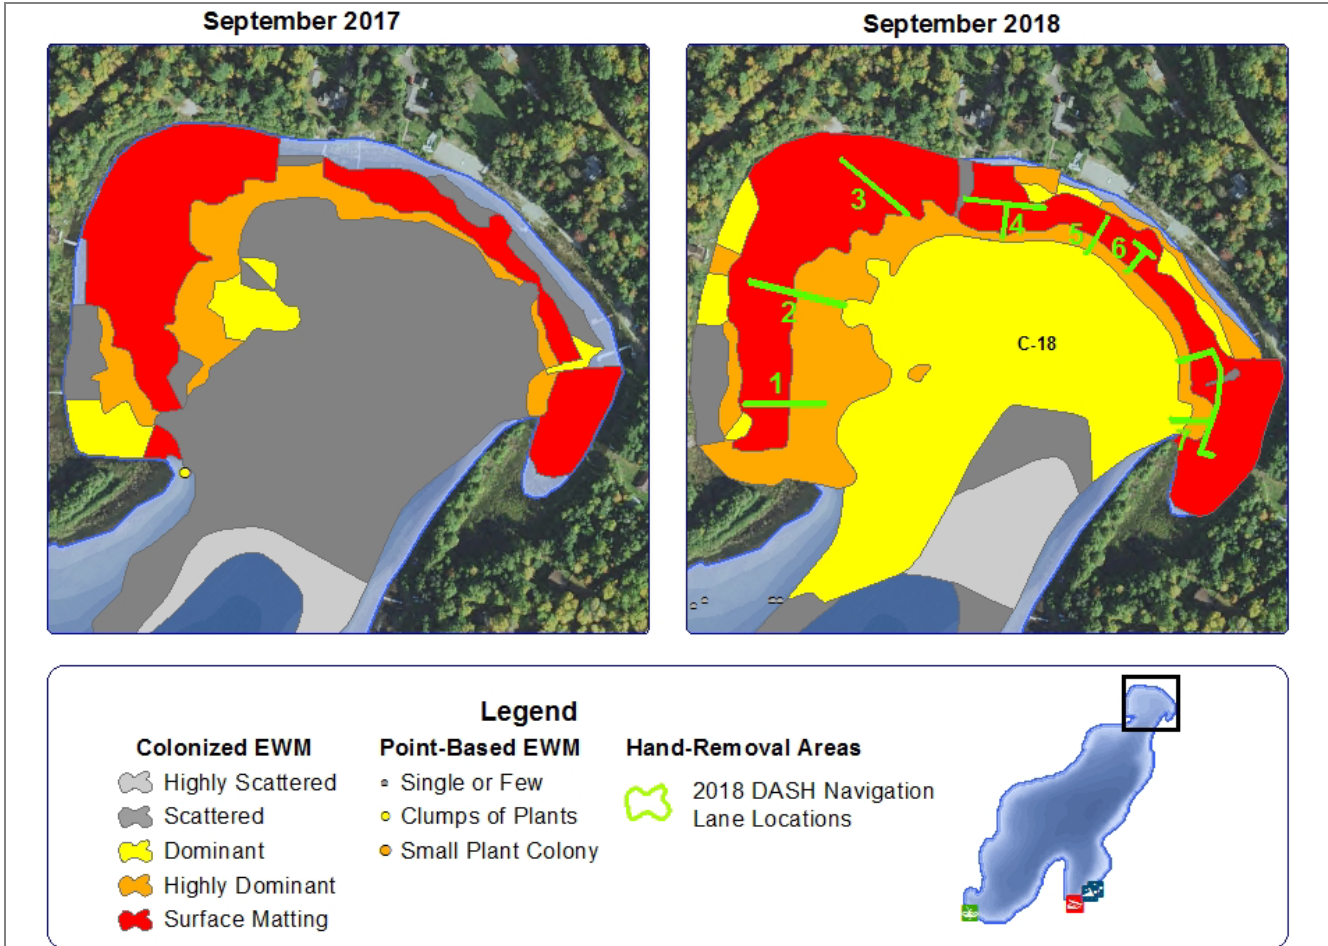 September 2017
September 2018
3
4
5
6
2
C-18
1
7
Legend
Colonized EWM
Highly Scattered
Scattered
Dominant
Highly Dominant
Surface Matting
Point-Based EWM
Single or Few
Clumps of Plants
Small Plant Colony
Hand-Removal Areas
2018 DASH Navigation
Lane Locations